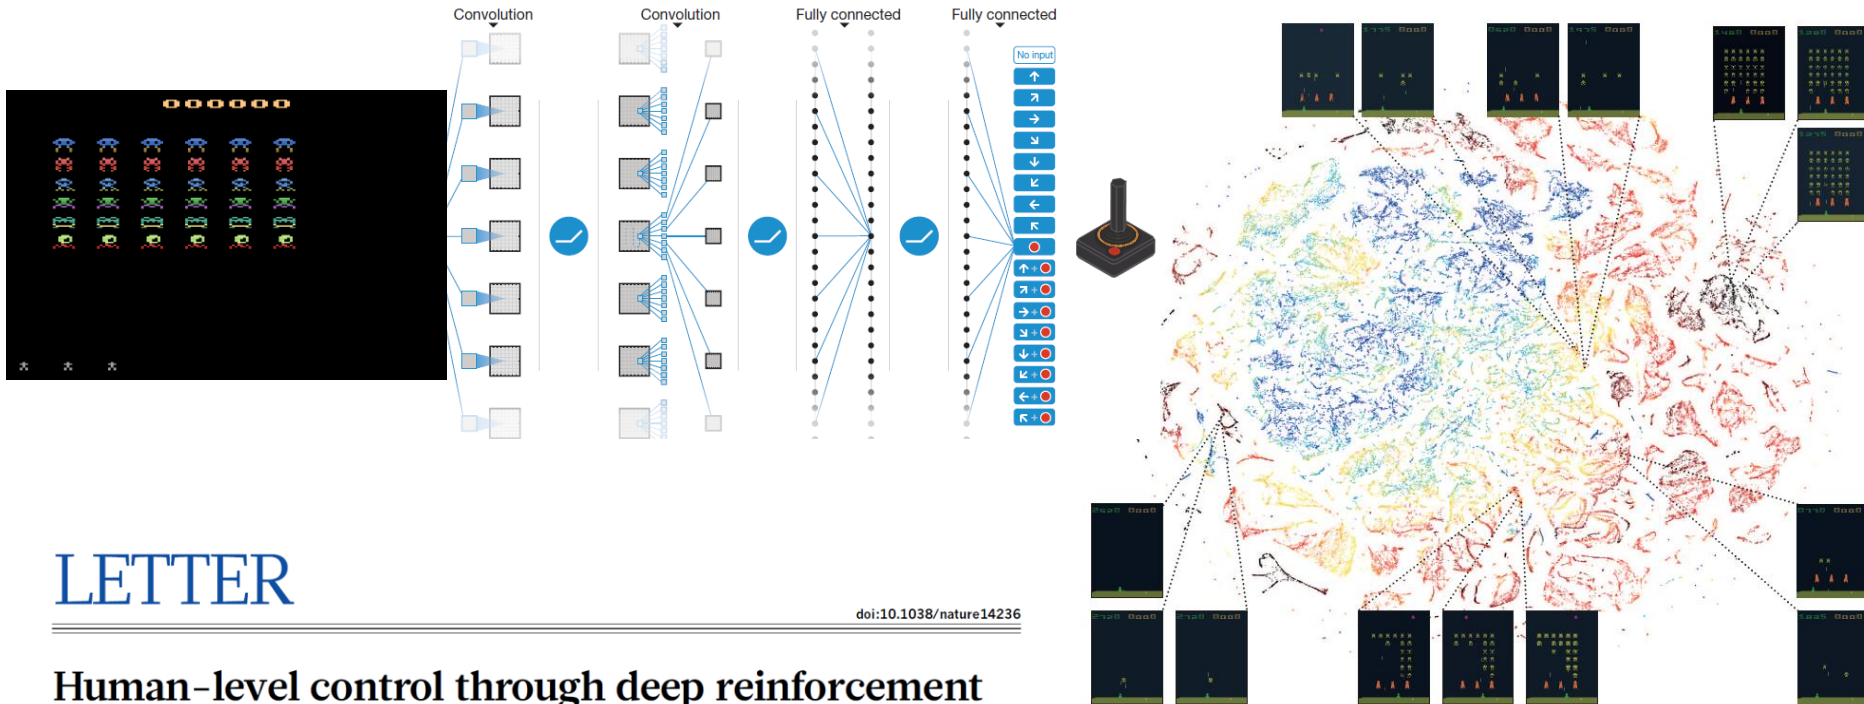 Convolution
Convolution
Fully connected
Fully connected
No input
LETTER
doi:10.1038/nature14236
Human-level control through deep reinforcement